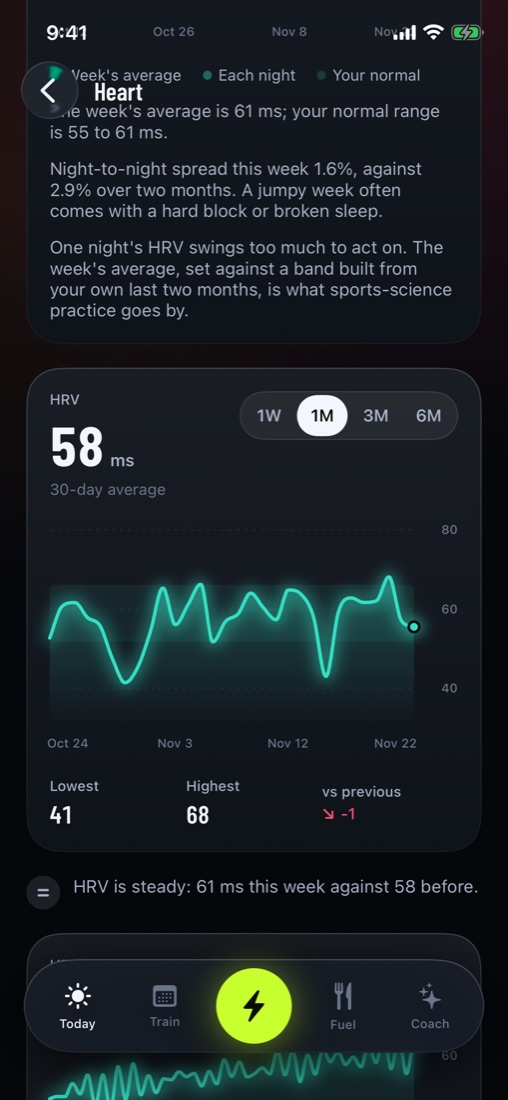 9:41
Oct 26
Nov 8
Week's average
Each night
Your normal
Heart
The week's average is 61 ms; your normal range
is 55 to 61 ms.
Night-to-night spread this week 1.6%, against
2.9% over two months. A jumpy week often
comes with a hard block or broken sleep.
One night's HRV swings too much to act on. The
week's average, set against a band built from
your own last two months, is what sports-science
practice goes by.
HRV
1W
1M
3M
6M
58 ms
30-day average
80
60
40
Oct 24
Nov 3
Nov 12
Nov 22
Lowest
Highest
vs previous
41
68
↘ -1
= HRV is steady: 61 ms this week against 58 before.
Today
Train
Fuel
Coach
60